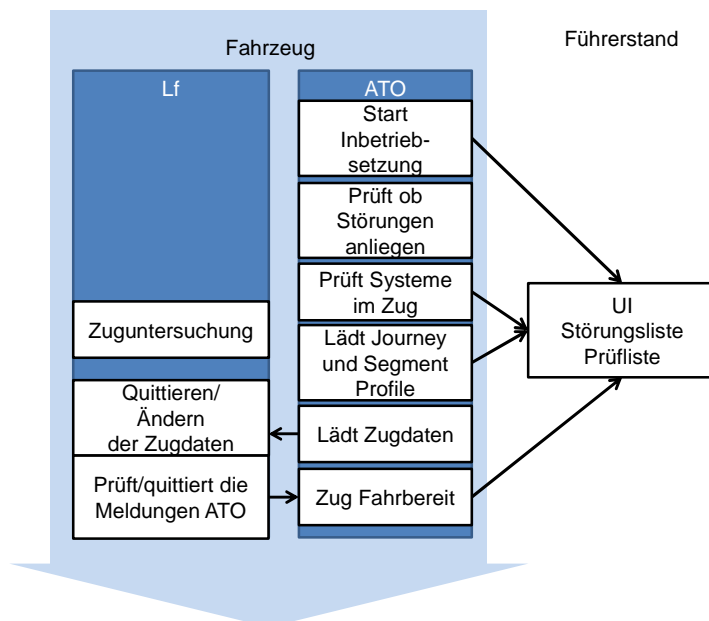 Fahrzeug
Führerstand
Lf
ATO
Start
Inbetrieb-
setzung
Prüft ob
Störungen
anliegen
Prüft Systeme
im Zug
Zuguntersuchung
Lädt Journey
und Segment
Profile
UI
Störungsliste
Prüfliste
Quittieren/
Ändern
der Zugdaten
Lädt Zugdaten
Prüft/quittiert die
Meldungen ATO
Zug Fahrbereit